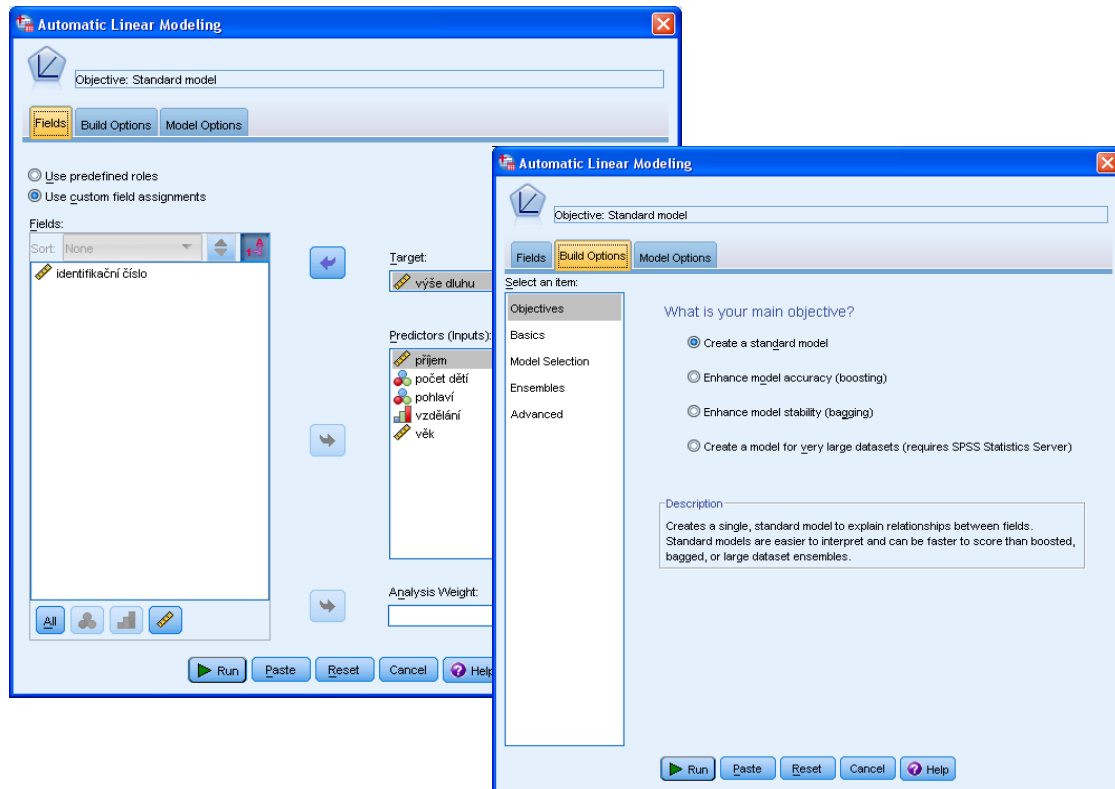 Automatic Linear Modeling
Objective: Standard model
Fields Build Options Model Options
Use predefined roles
Use custom field assignments
Fields:
Sort: None
identifikační číslo
Target:
výše dluhu
Predictors (Inputs):
příjem
počet dětí
pohlaví
vzdělání
věk
Analysis Weight:
All
Run Paste Reset Cancel Help
Automatic Linear Modeling
Objective: Standard model
Fields Build Options Model Options
Select an item:
Objectives
Basics
Model Selection
Ensembles
Advanced
What is your main objective?
Create a standard model
Enhance model accuracy (boosting)
Enhance model stability (bagging)
Create a model for very large datasets (requires SPSS Statistics Server)
Description
Creates a single, standard model to explain relationships between fields.
Standard models are easier to interpret and can be faster to score than boosted,
bagged, or large dataset ensembles.
Run Paste Reset Cancel Help